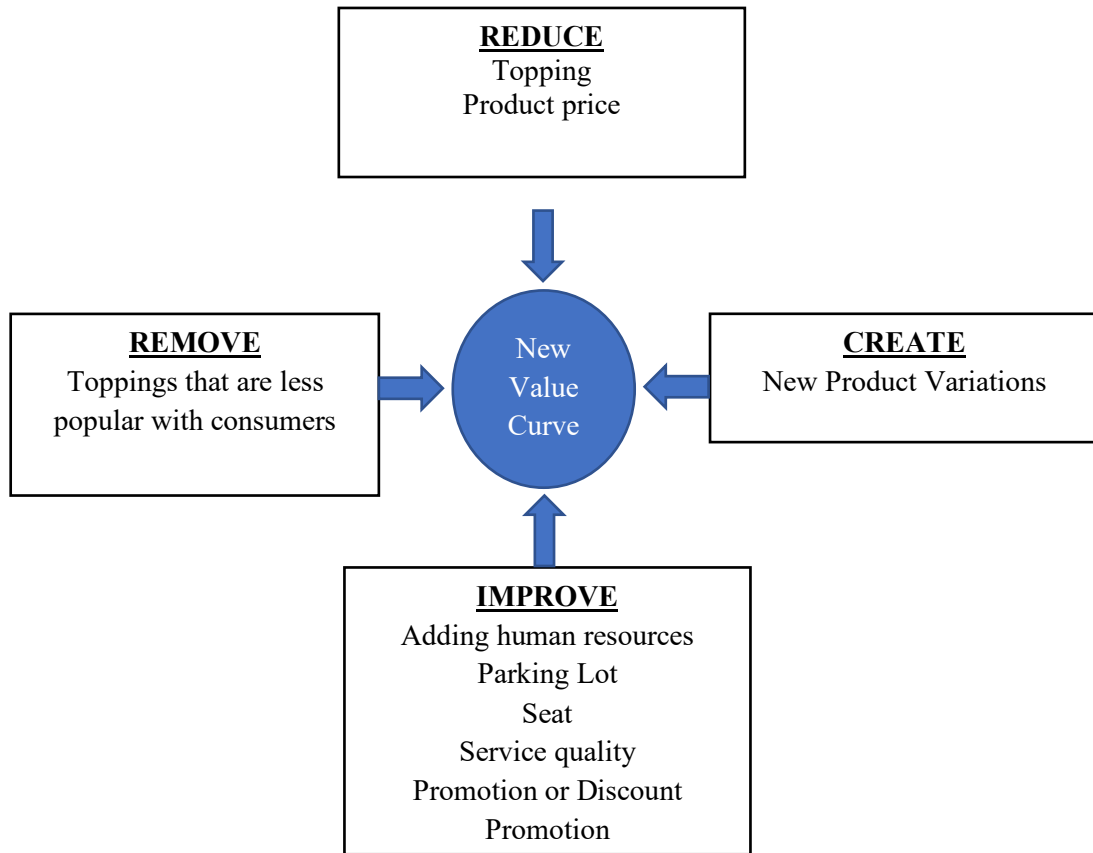 REDUCE
Topping
Product price
REMOVE
Toppings that are less
popular with consumers
New
Value
Curve
CREATE
New Product Variations
IMPROVE
Adding human resources
Parking Lot
Seat
Service quality
Promotion or Discount
Promotion